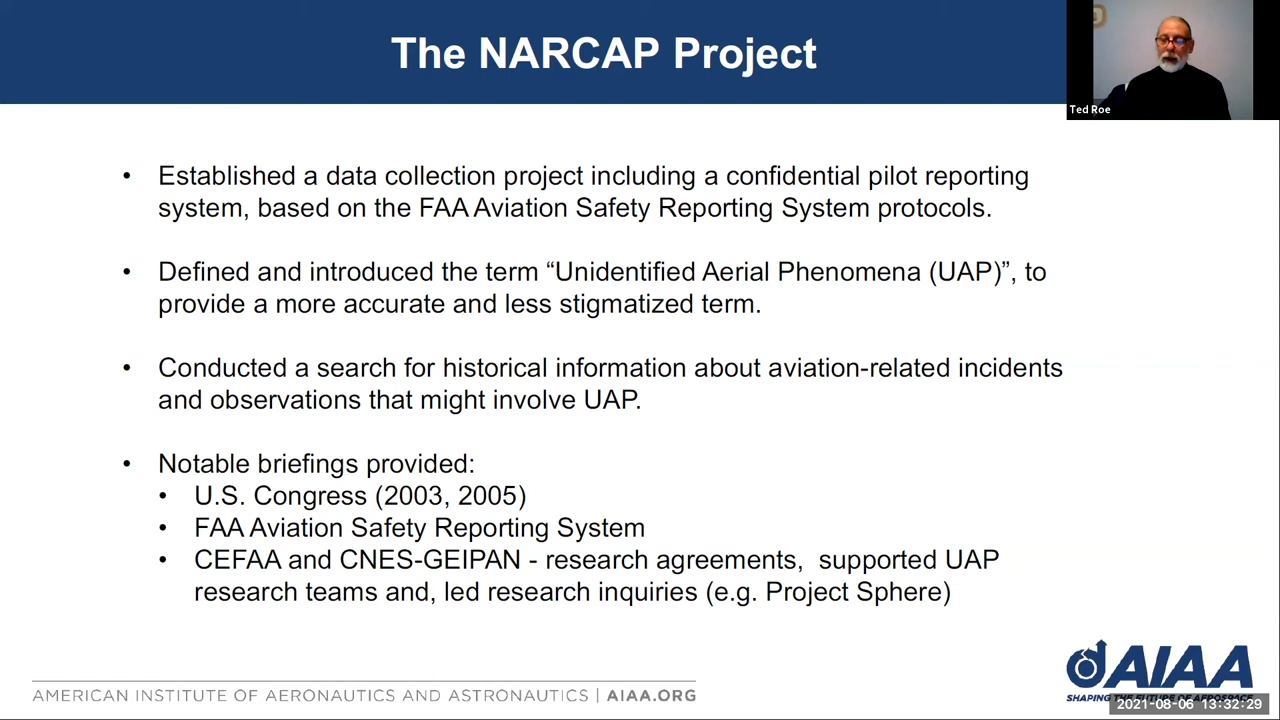 The NARCAP Project
Ted Roe
• Established a data collection project including a confidential pilot reporting
system, based on the FAA Aviation Safety Reporting System protocols.
• Defined and introduced the term “Unidentified Aerial Phenomena (UAP)”, to
provide a more accurate and less stigmatized term.
• Conducted a search for historical information about aviation-related incidents
and observations that might involve UAP.
• Notable briefings provided:
• U.S. Congress (2003, 2005)
• FAA Aviation Safety Reporting System
• CEFAA and CNES-GEIPAN - research agreements,  supported UAP
research teams and, led research inquiries (e.g. Project Sphere)
AIAA
SHAPING THE FUTURE OF AEROSPACE
AMERICAN INSTITUTE OF AERONAUTICS AND ASTRONAUTICS | AIAA.ORG
2021-08-06 13:32:29